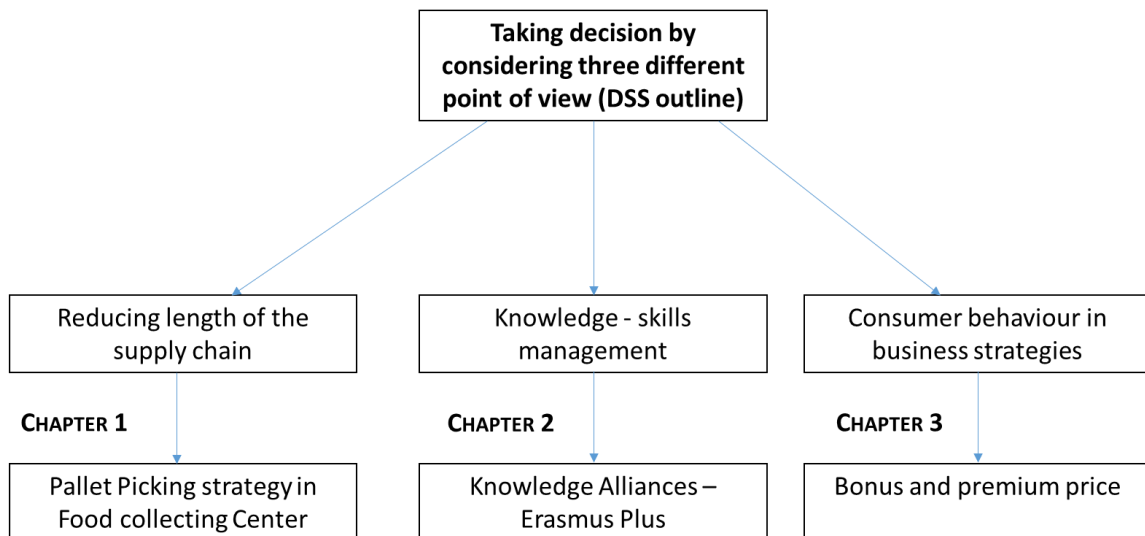 Taking decision by
considering three different
point of view (DSS outline)
Reducing length of the
supply chain
Knowledge - skills
management
Consumer behaviour in
business strategies
CHAPTER 1
CHAPTER 2
CHAPTER 3
Pallet Picking strategy in
Food collecting Center
Knowledge Alliances –
Erasmus Plus
Bonus and premium price